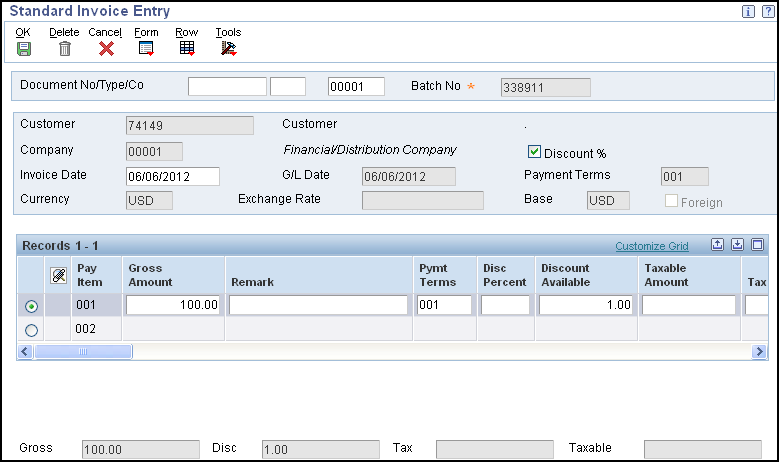 Standard Invoice Entry
OK Delete Cancel Form Row Tools
Document No/Type/Co 00001 Batch No * 338911
Customer 74149 Customer .
Company 00001 Financial/Distribution Company Discount %
Invoice Date 06/06/2012 G/L Date 06/06/2012 Payment Terms 001
Currency USD Exchange Rate Base USD Foreign
Records 1 - 1 Customize Grid
Pay Item Gross Amount Remark Pymt Terms Disc Percent Discount Available Taxable Amount Tax
001 100.00 001 1.00
002
Gross 100.00 Disc 1.00 Tax Taxable